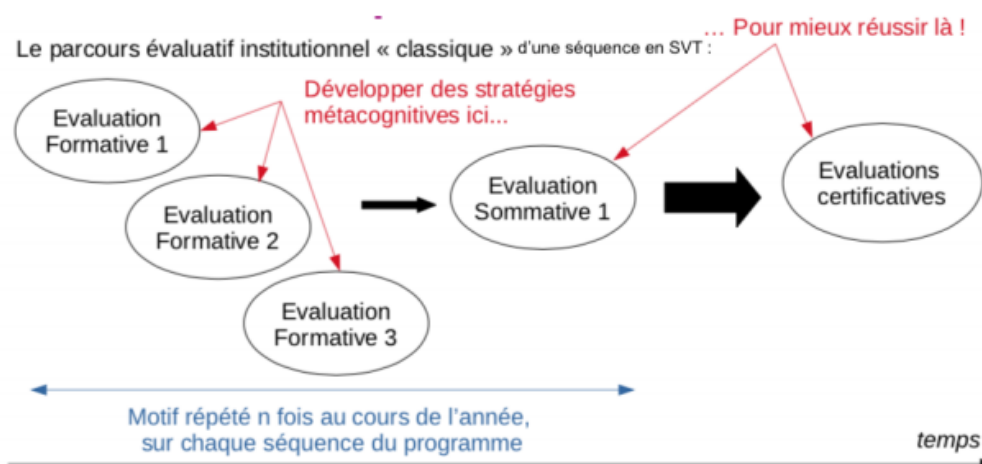 … Pour mieux réussir là !
Le parcours évaluatif institutionnel « classique » d'une séquence en SVT :
Développer des stratégies
métacognitives ici...
Evaluation
Formative 1
Evaluation
Formative 2
Evaluation
Formative 3
Evaluation
Sommative 1
Evaluations
certificatives
Motif répété n fois au cours de l'année,
sur chaque séquence du programme
temps